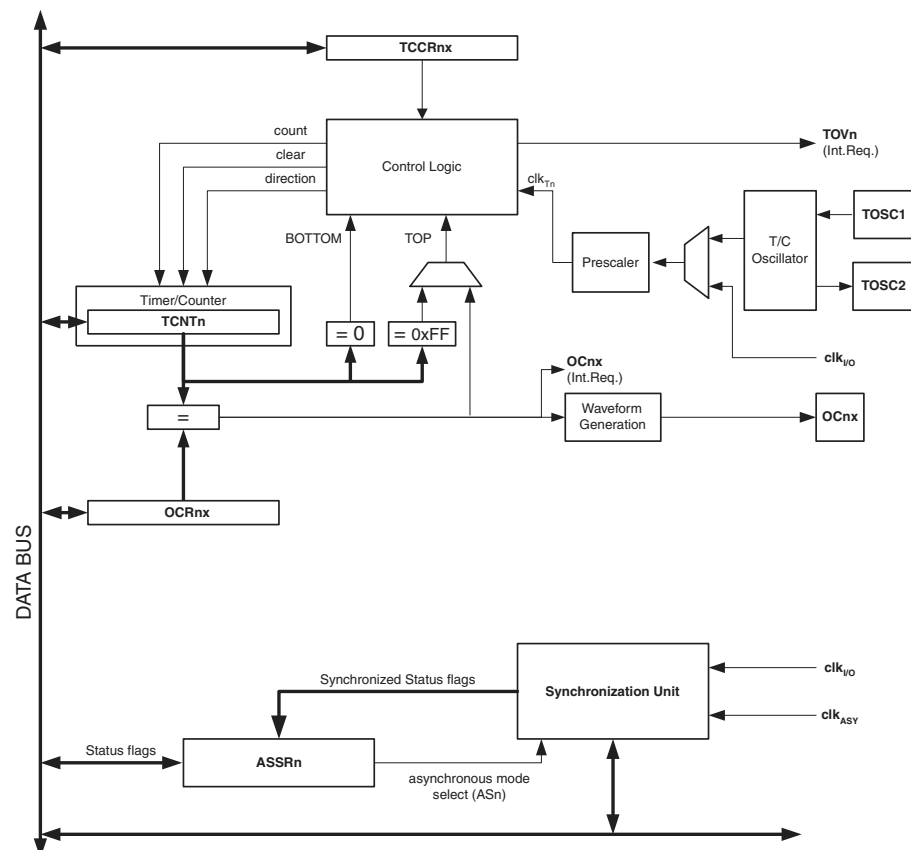 TCCRnx
count
clear
direction
Control Logic
TOVn
(Int.Req.)
clkTn
BOTTOM
TOP
Prescaler
T/C
Oscillator
TOSC1
TOSC2
clkI/O
Timer/Counter
TCNTn
= 0
= 0xFF
OCnx
(Int.Req.)
=
Waveform
Generation
OCnx
OCRnx
DATA BUS
Synchronized Status flags
Synchronization Unit
clkI/O
clkASY
Status flags
ASSRn
asynchronous mode
select (ASn)